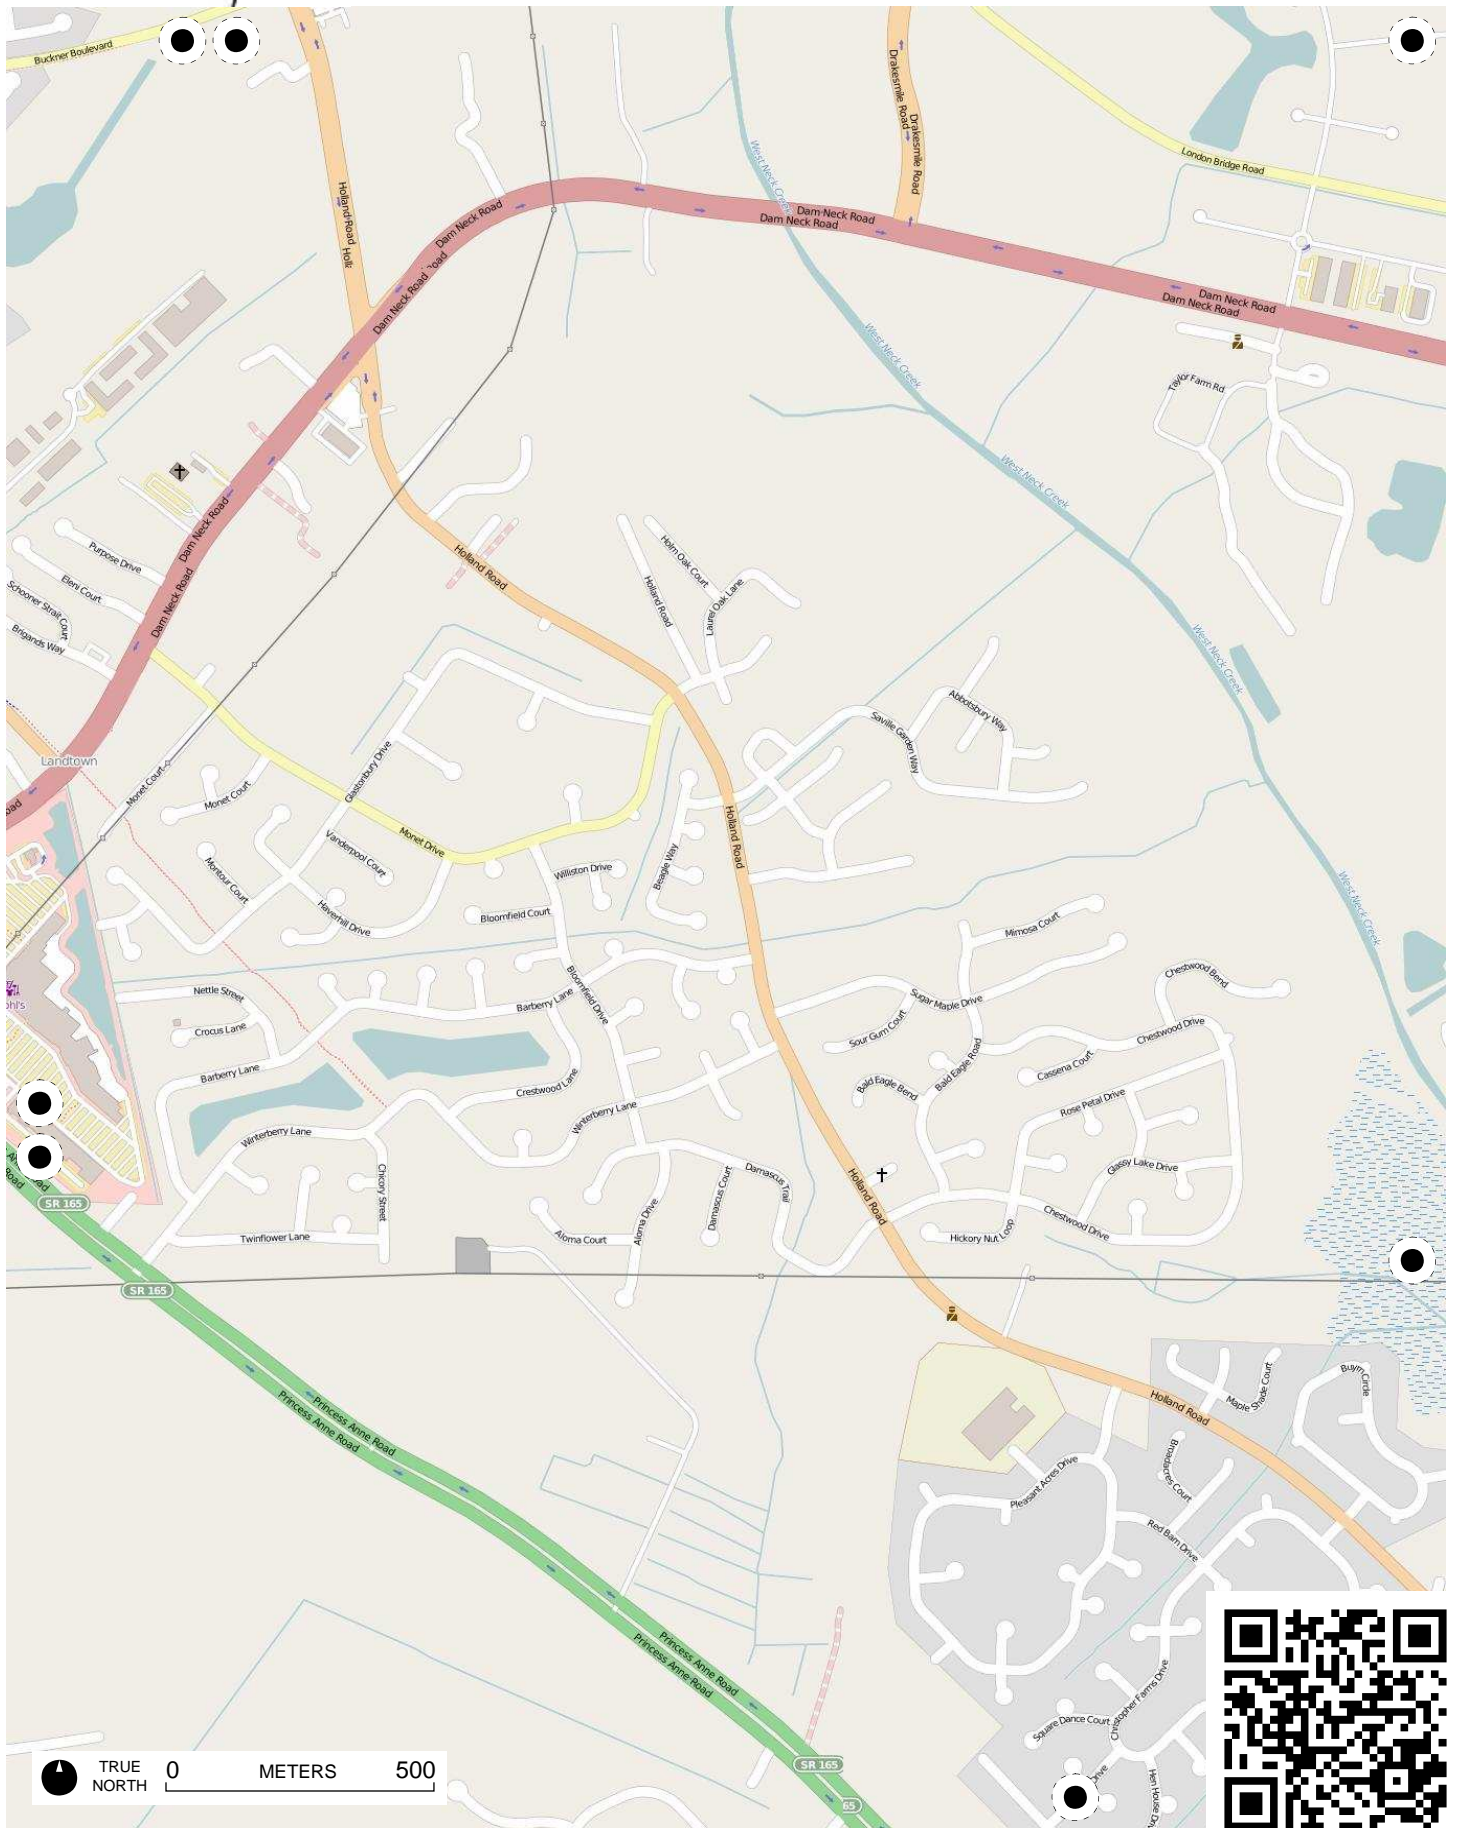 Buckner Boulevard
Drakesmile Road
Drakesmile Road
London Bridge Road
West Neck Creek
Holland Road
Dam Neck Road
Dam Neck Road
Dam Neck Road
Dam Neck Road
Dam Neck Road
Dam Neck Road
West Neck Creek
Taylor Farm Rd
West Neck Creek
Dam Neck Road
Purpose Drive
Eleni Court
Schooner Strait Court
Brigands Way
Dam Neck Road
Holland Road
Holm Oak Court
Holland Road
Laurel Oak Lane
West Neck Creek
Abbotsbury Way
Saville Garden Way
Landtown
Monet Court
Monet Court
Glastonbury Drive
Monet Drive
Vanderpool Court
Holland Road
Montour Court
Williston Drive
Beagle Way
Haverhill Drive
Bloomfield Court
West Neck Creek
Mimosa Court
Chestwood Bend
Nettle Street
Bloomfield Drive
Barberry Lane
Sugar Maple Drive
Crocus Lane
Sour Gum Court
Chestwood Drive
Barberry Lane
Bald Eagle Road
Cassena Court
Crestwood Lane
Bald Eagle Bend
Winterberry Lane
Rose Petal Drive
Winterberry Lane
Glassy Lake Drive
Chicory Street
Damascus Trail
Damascus Court
Holland Road
SR 165
Aloma Drive
Aloma Court
Twinflower Lane
Hickory Nut Loop
Chestwood Drive
SR 165
Princess Anne Road
Princess Anne Road
Holland Road
Maple Shade Court
Buym Circle
Broadacres Court
Pleasant Acres Drive
Red Barn Drive
Princess Anne Road
Princess Anne Road
Christopher Farms Drive
Square Dance Court
SR 165
65
Drive
TRUE NORTH
0 METERS 500